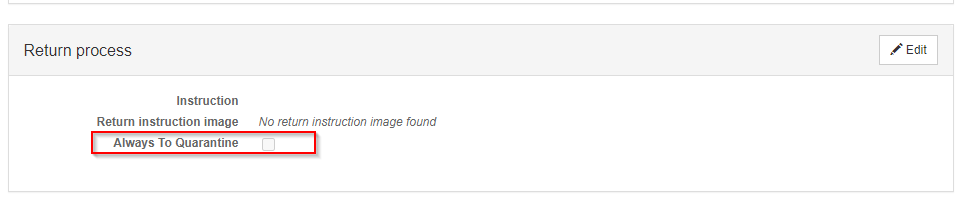 Return process
Edit
Instruction
Return instruction image No return instruction image found
Always To Quarantine